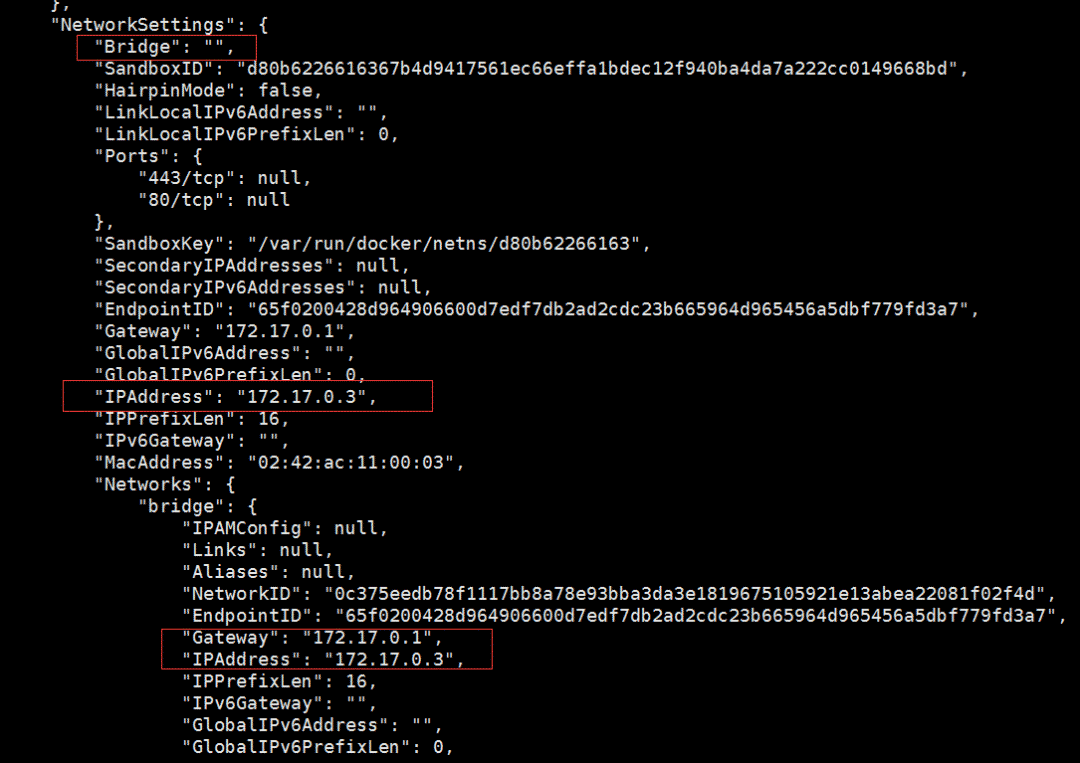 },
"NetworkSettings": {
"Bridge": "",
"SandboxID": "d80b6226616367b4d9417561ec66effa1bdec12f940ba4da7a222cc0149668bd",
"HairpinMode": false,
"LinkLocalIPv6Address": "",
"LinkLocalIPv6PrefixLen": 0,
"Ports": {
"443/tcp": null,
"80/tcp": null
},
"SandboxKey": "/var/run/docker/netns/d80b62266163",
"SecondaryIPAddresses": null,
"SecondaryIPv6Addresses": null,
"EndpointID": "65f0200428d964906600d7edf7db2ad2cdc23b665964d965456a5dbf779fd3a7",
"Gateway": "172.17.0.1",
"GlobalIPv6Address": "",
"GlobalIPv6PrefixLen": 0,
"IPAddress": "172.17.0.3",
"IPPrefixLen": 16,
"IPv6Gateway": "",
"MacAddress": "02:42:ac:11:00:03",
"Networks": {
"bridge": {
"IPAMConfig": null,
"Links": null,
"Aliases": null,
"NetworkID": "0c375eedb78f1117bb8a78e93bba3da3e1819675105921e13abea22081f02f4d",
"EndpointID": "65f0200428d964906600d7edf7db2ad2cdc23b665964d965456a5dbf779fd3a7",
"Gateway": "172.17.0.1",
"IPAddress": "172.17.0.3",
"IPPrefixLen": 16,
"IPv6Gateway": "",
"GlobalIPv6Address": "",
"GlobalIPv6PrefixLen": 0,